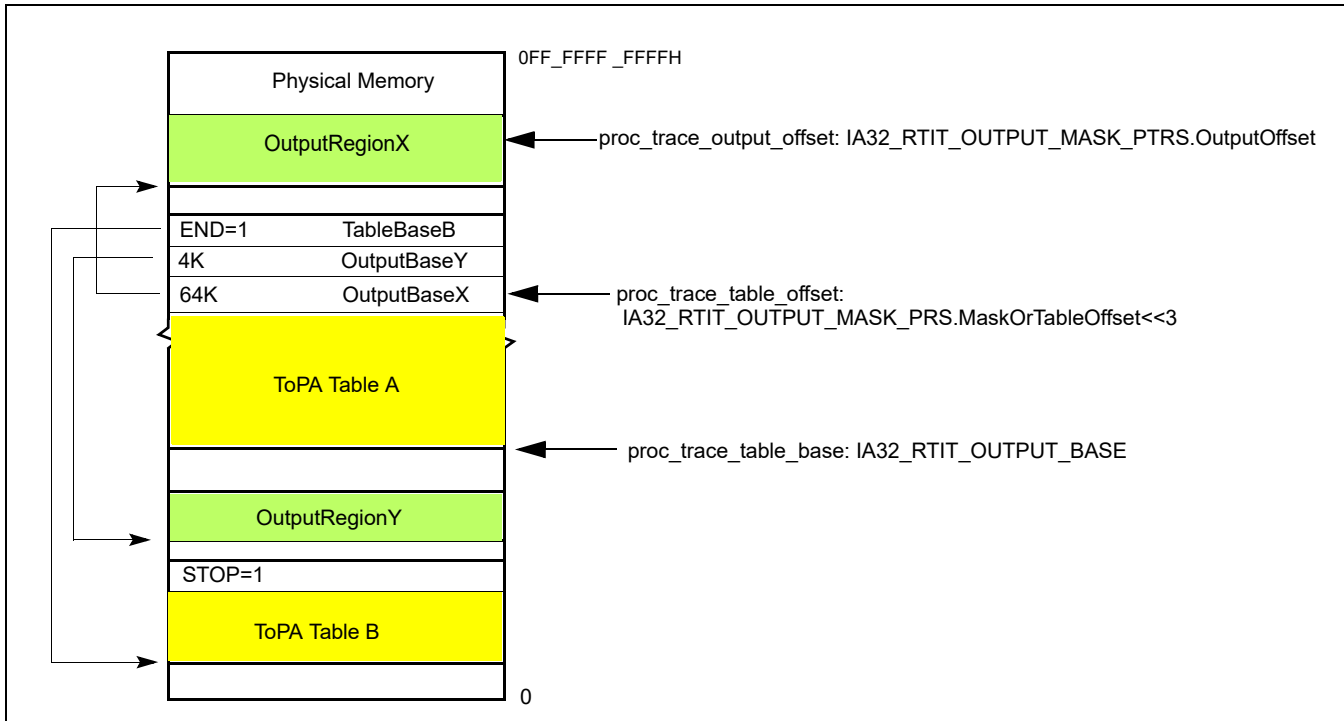 0FF_FFFF _FFFFH
Physical Memory
OutputRegionX
proc_trace_output_offset: IA32_RTIT_OUTPUT_MASK_PTRS.OutputOffset
END=1 TableBaseB
4K OutputBaseY
64K OutputBaseX
proc_trace_table_offset:
IA32_RTIT_OUTPUT_MASK_PRS.MaskOrTableOffset<<3
ToPA Table A
proc_trace_table_base: IA32_RTIT_OUTPUT_BASE
OutputRegionY
STOP=1
ToPA Table B
0